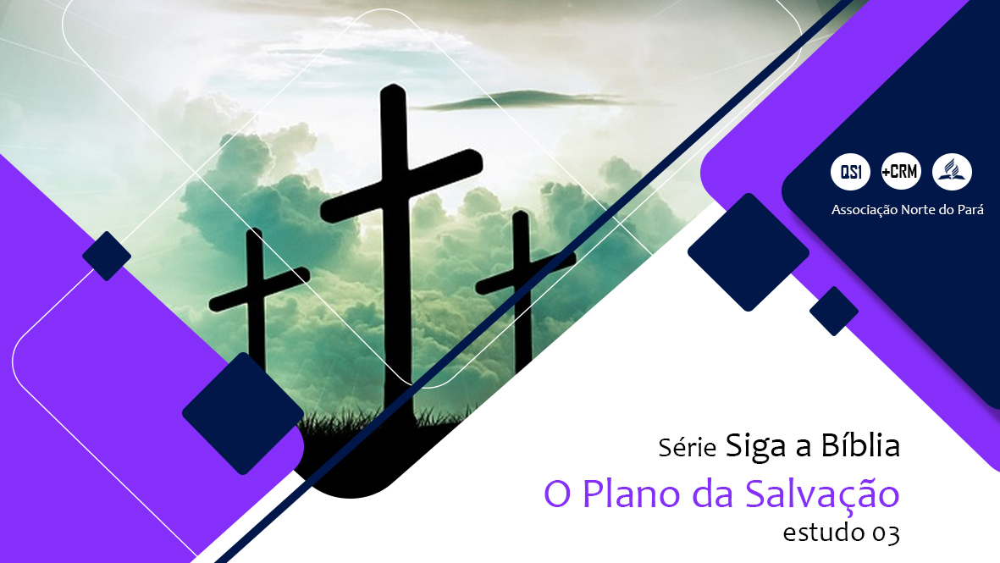 QS1 +CRM
Associação Norte do Pará
Série Siga a Bíblia
O Plano da Salvação
estudo 03